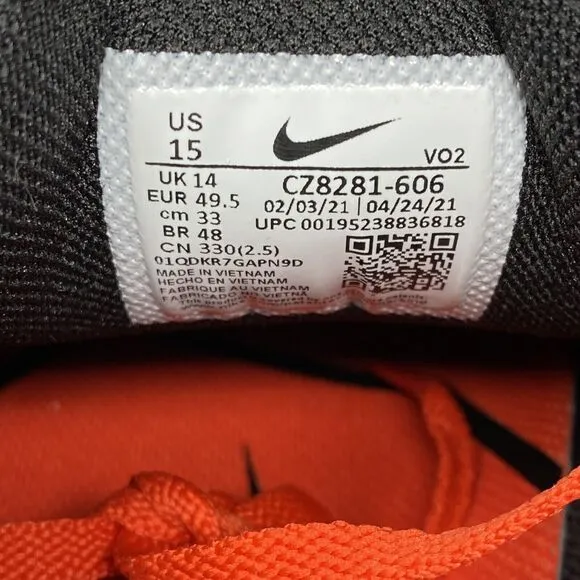 US
15
VO2
UK 14
EUR 49.5
cm 33
BR 48
CN 330(2.5)
01QDKR7GAPN9D
CZ8281-606
02/03/21 | 04/24/21
UPC 00195238836818
MADE IN VIETNAM
HECHO EN VIETNAM
FABRIQUE AU VIETNAM
FABRICADO NO VIETNAM